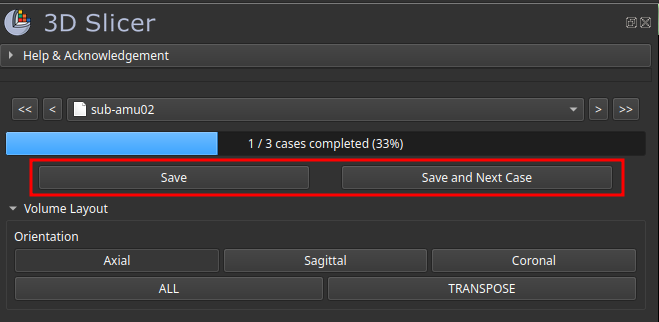 3D Slicer
Help & Acknowledgement
<< < sub-amu02 > >>
1 / 3 cases completed (33%)
Save Save and Next Case
Volume Layout
Orientation
Axial Sagittal Coronal
ALL TRANSPOSE